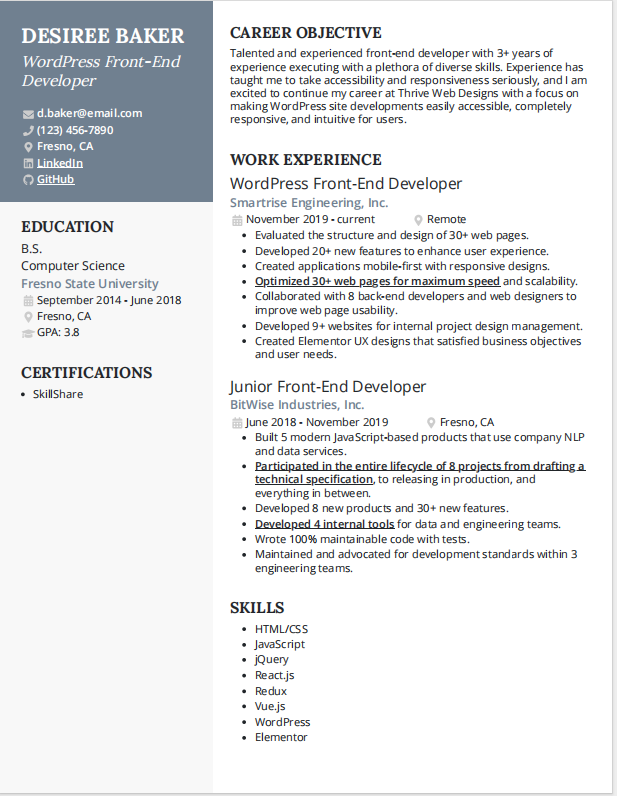 DESIREE BAKER
WordPress Front-End
Developer
d.baker@email.com
(123) 456-7890
Fresno, CA
LinkedIn
GitHub
EDUCATION
B.S.
Computer Science
Fresno State University
September 2014 - June 2018
Fresno, CA
GPA: 3.8
CERTIFICATIONS
• SkillShare
CAREER OBJECTIVE
Talented and experienced front-end developer with 3+ years of
experience executing with a plethora of diverse skills. Experience has
taught me to take accessibility and responsiveness seriously, and I am
excited to continue my career at Thrive Web Designs with a focus on
making WordPress site developments easily accessible, completely
responsive, and intuitive for users.
WORK EXPERIENCE
WordPress Front-End Developer
Smartrise Engineering, Inc.
November 2019 - current Remote
• Evaluated the structure and design of 30+ web pages.
• Developed 20+ new features to enhance user experience.
• Created applications mobile-first with responsive designs.
• Optimized 30+ web pages for maximum speed and scalability.
• Collaborated with 8 back-end developers and web designers to
improve web page usability.
• Developed 9+ websites for internal project design management.
• Created Elementor UX designs that satisfied business objectives
and user needs.
Junior Front-End Developer
BitWise Industries, Inc.
June 2018 - November 2019 Fresno, CA
• Built 5 modern JavaScript-based products that use company NLP
and data services.
• Participated in the entire lifecycle of 8 projects from drafting a
technical specification, to releasing in production, and
everything in between.
• Developed 8 new products and 30+ new features.
• Developed 4 internal tools for data and engineering teams.
• Wrote 100% maintainable code with tests.
• Maintained and advocated for development standards within 3
engineering teams.
SKILLS
• HTML/CSS
• JavaScript
• jQuery
• React.js
• Redux
• Vue.js
• WordPress
• Elementor